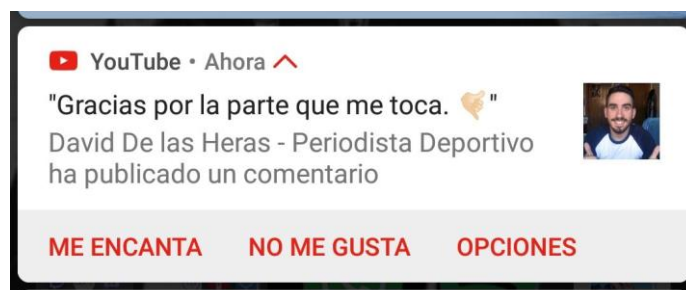 YouTube • Ahora
"Gracias por la parte que me toca. 🤙🏻"
David De las Heras - Periodista Deportivo
ha publicado un comentario
ME ENCANTA NO ME GUSTA OPCIONES